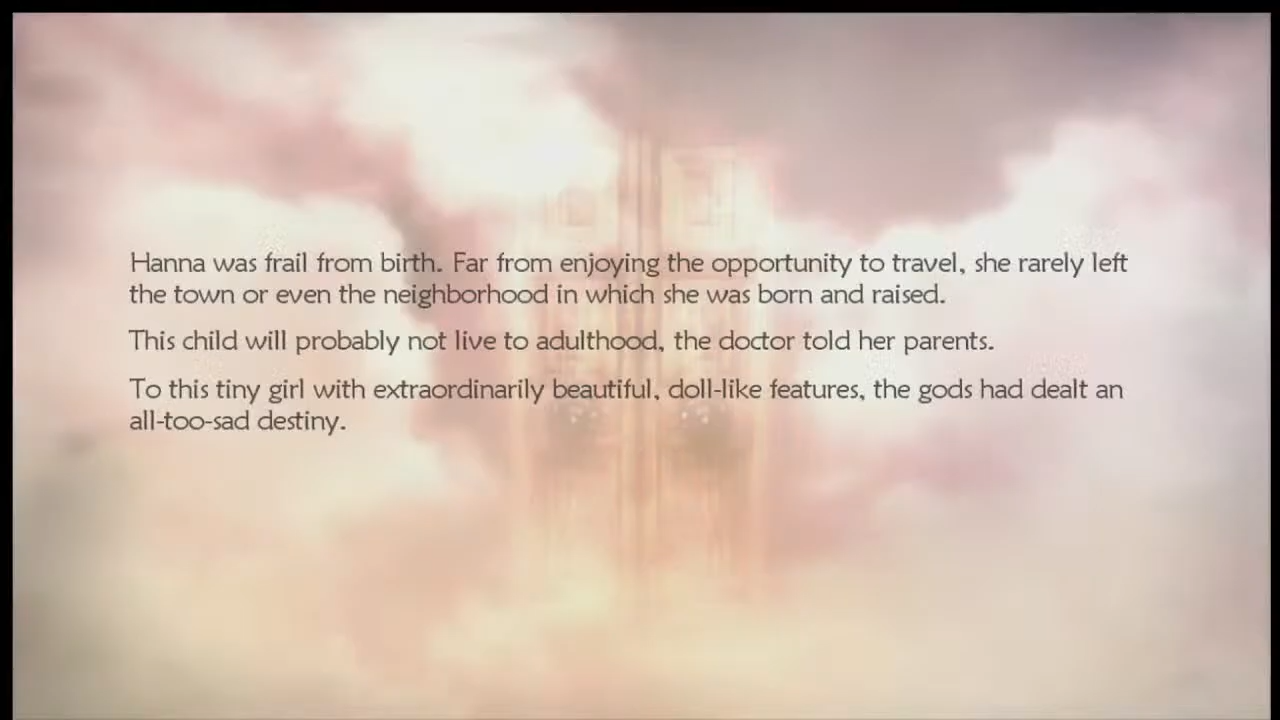 Hanna was frail from birth. Far from enjoying the opportunity to travel, she rarely left
the town or even the neighborhood in which she was born and raised.
This child will probably not live to adulthood, the doctor told her parents.
To this tiny girl with extraordinarily beautiful, doll-like features, the gods had dealt an
all-too-sad destiny.